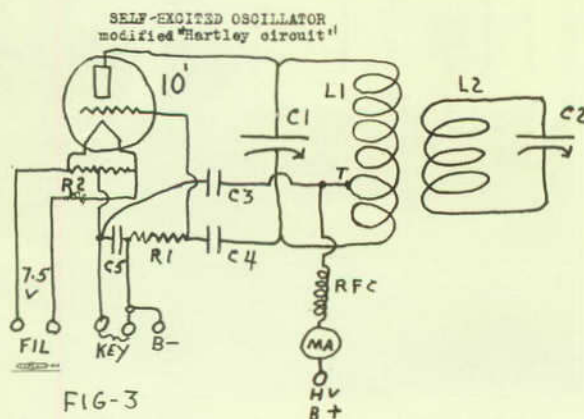 SELF-EXCITED OSCILLATOR
modified "Hartley circuit"
10'
L1
L2
C1
C2
R2
C3
T
C5
R1
C4
7.5
V
RFC
MA
FIL
KEY
B-
HV
B+
FIG-3